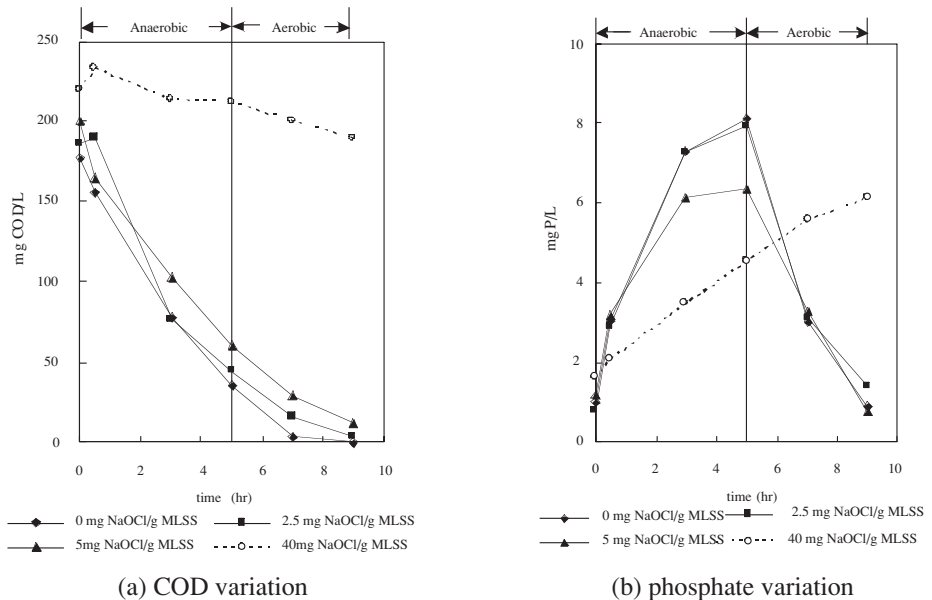 Anaerobic Aerobic
250
200
150
100
50
0
mg COD/L
0 2 4 6 8 10
time (hr)
0 mg NaOCl/g MLSS 2.5 mg NaOCl/g MLSS
5mg NaOCl/g MLSS 40mg NaOCl/g MLSS
(a) COD variation
Anaerobic Aerobic
10
8
6
4
2
0
mgP/L
0 2 4 6 8 10
time (hr)
0 mg NaOCl/g MLSS 2.5 mg NaOCl/g MLSS
5 mg NaOCl/g MLSS 40 mg NaOCl/g MLSS
(b) phosphate variation